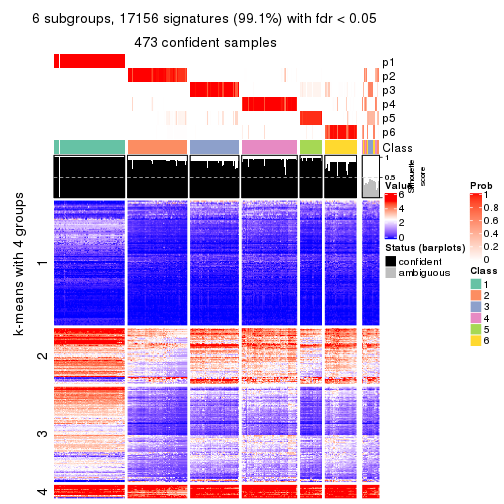 6 subgroups, 17156 signatures (99.1%) with fdr < 0.05
473 confident samples
p1
p2
p3
p4
p5
p6
Class
1
0.5
0
Silhouette
score
k-means with 4 groups
1
2
3
4
Value
6
4
2
0
Status (barplots)
confident
ambiguous
Prob
1
0.8
0.6
0.4
0.2
0
Class
1
2
3
4
5
6